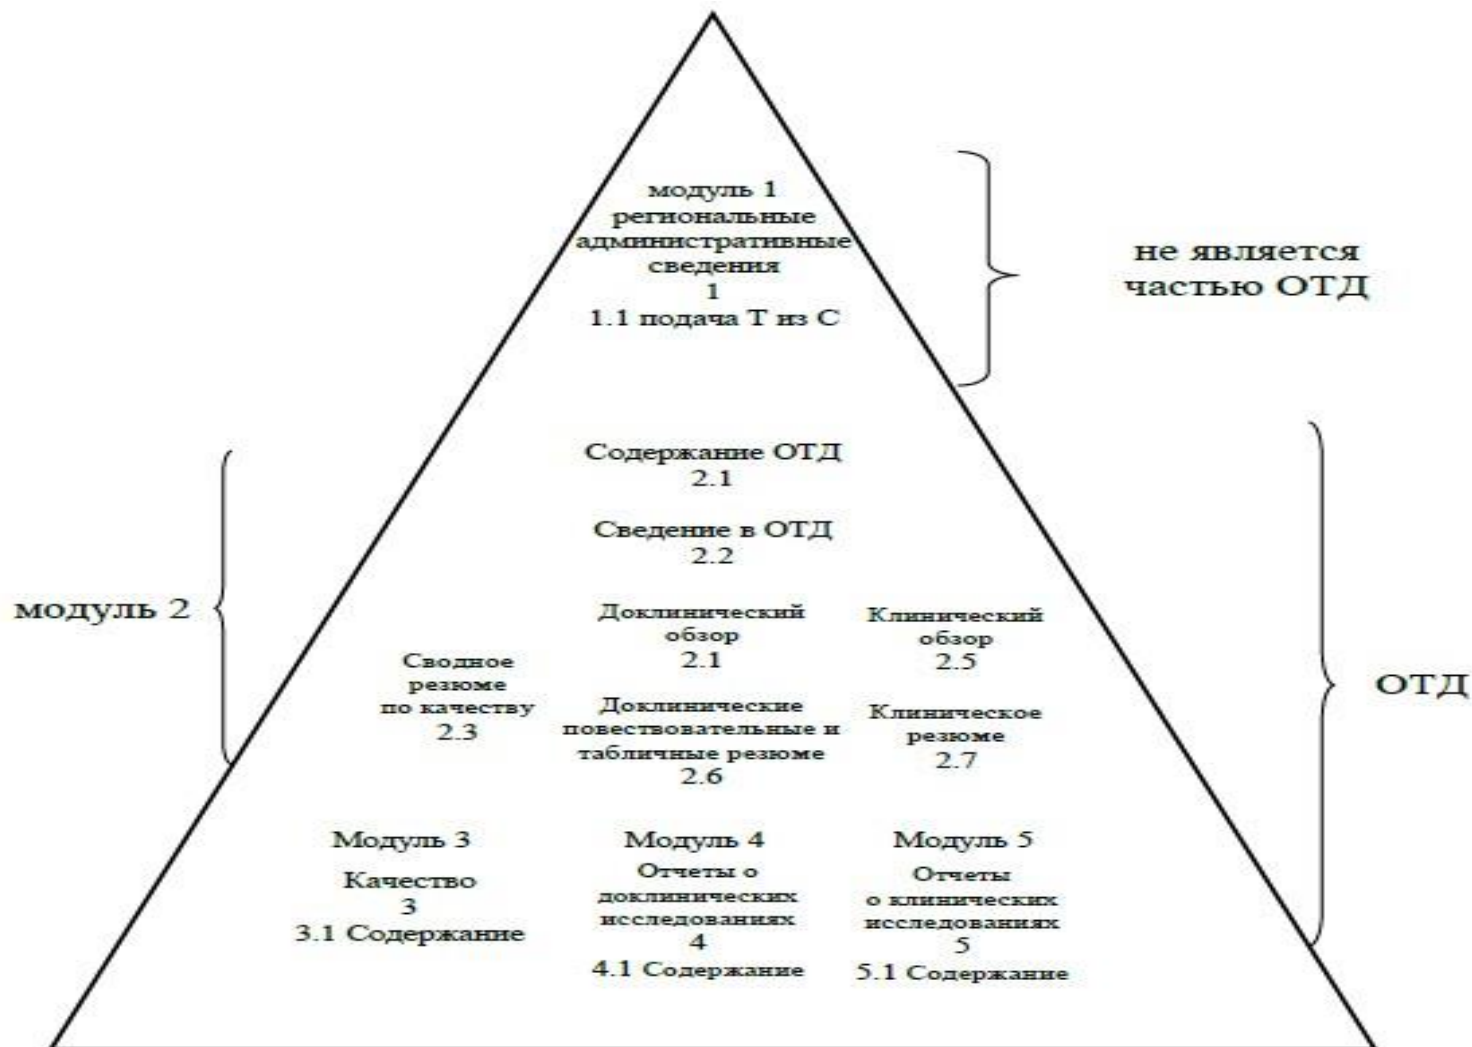 модуль 1
региональные
административные
сведения
1
1.1 подача Т из С
не является
частью ОТД
Содержание ОТД
2.1
Сведение в ОТД
2.2
модуль 2
Сводное
резюме
по качеству
2.3
Доклинический
обзор
2.1
Доклинические
повествовательные и
табличные резюме
2.6
Клинический
обзор
2.5
Клиническое
резюме
2.7
ОТД
Модуль 3
Качество
3
3.1 Содержание
Модуль 4
Отчеты о
доклинических
исследованиях
4
4.1 Содержание
Модуль 5
Отчеты
о клинических
исследованиях
5
5.1 Содержание